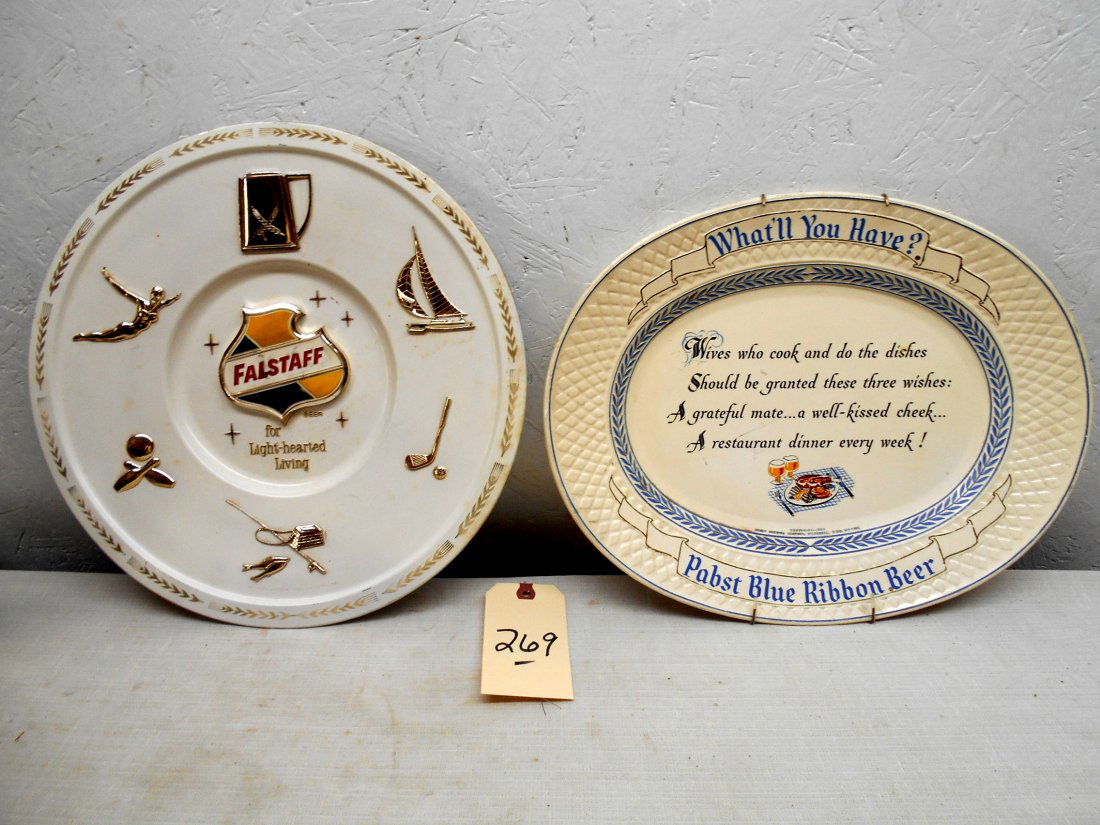 FALSTAFF
BEER
for
Light-hearted
Living
What'll You Have?
Wives who cook and do the dishes
Should be granted these three wishes:
A grateful mate...a well-kissed cheek...
A restaurant dinner every week!
Pabst Blue Ribbon Beer
269